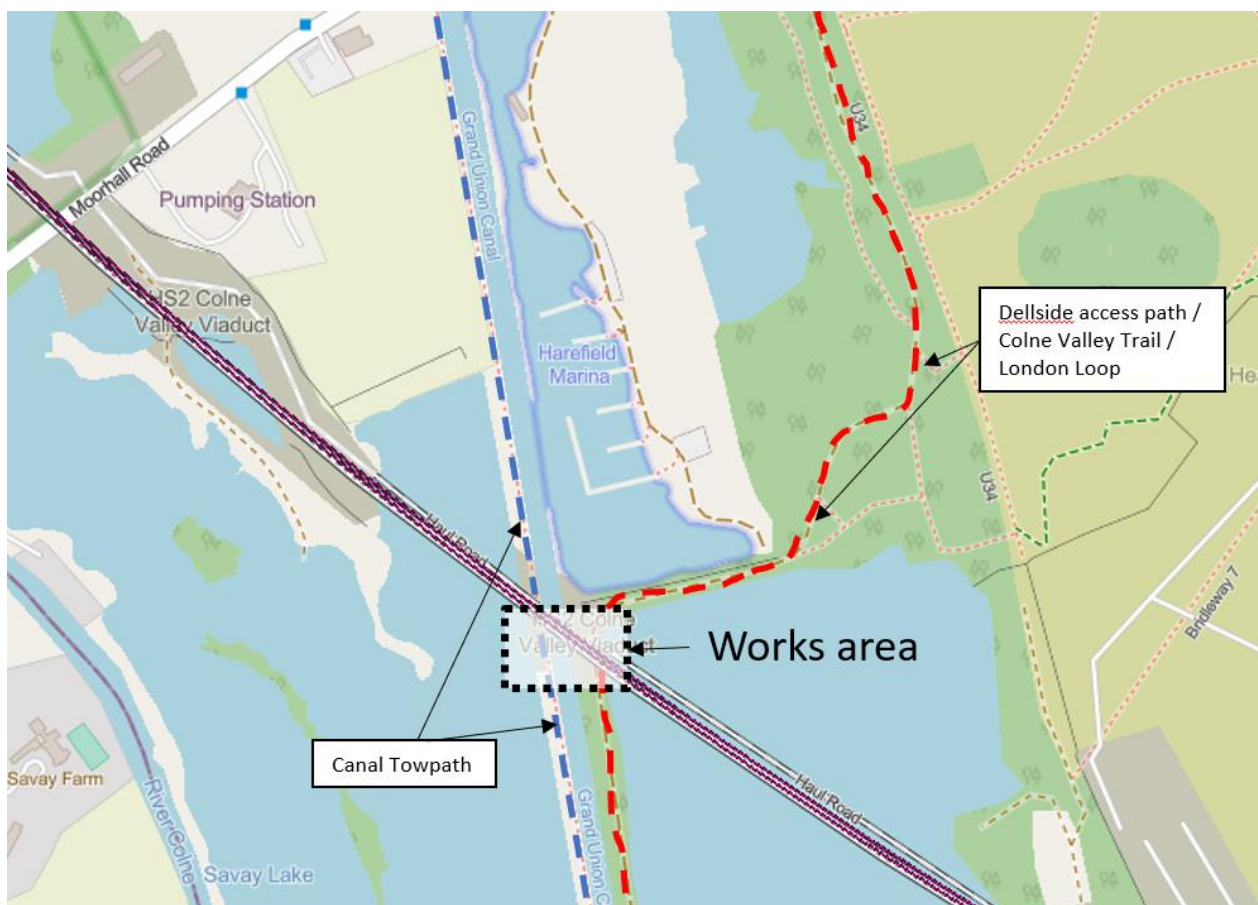 U34
Moorhall Road
Grand Union Canal
Pumping Station
HS2 Colne
Valley Viaduct
Harefield
Marina
Dellside access path /
Colne Valley Trail /
London Loop
Hea
U34
Haul Road
Bridleway 7
HS2 Colne
Valley Viaduct
Works area
Canal Towpath
Savay Farm
River Colne
Savay Lake
Grand Union C
Haul Road